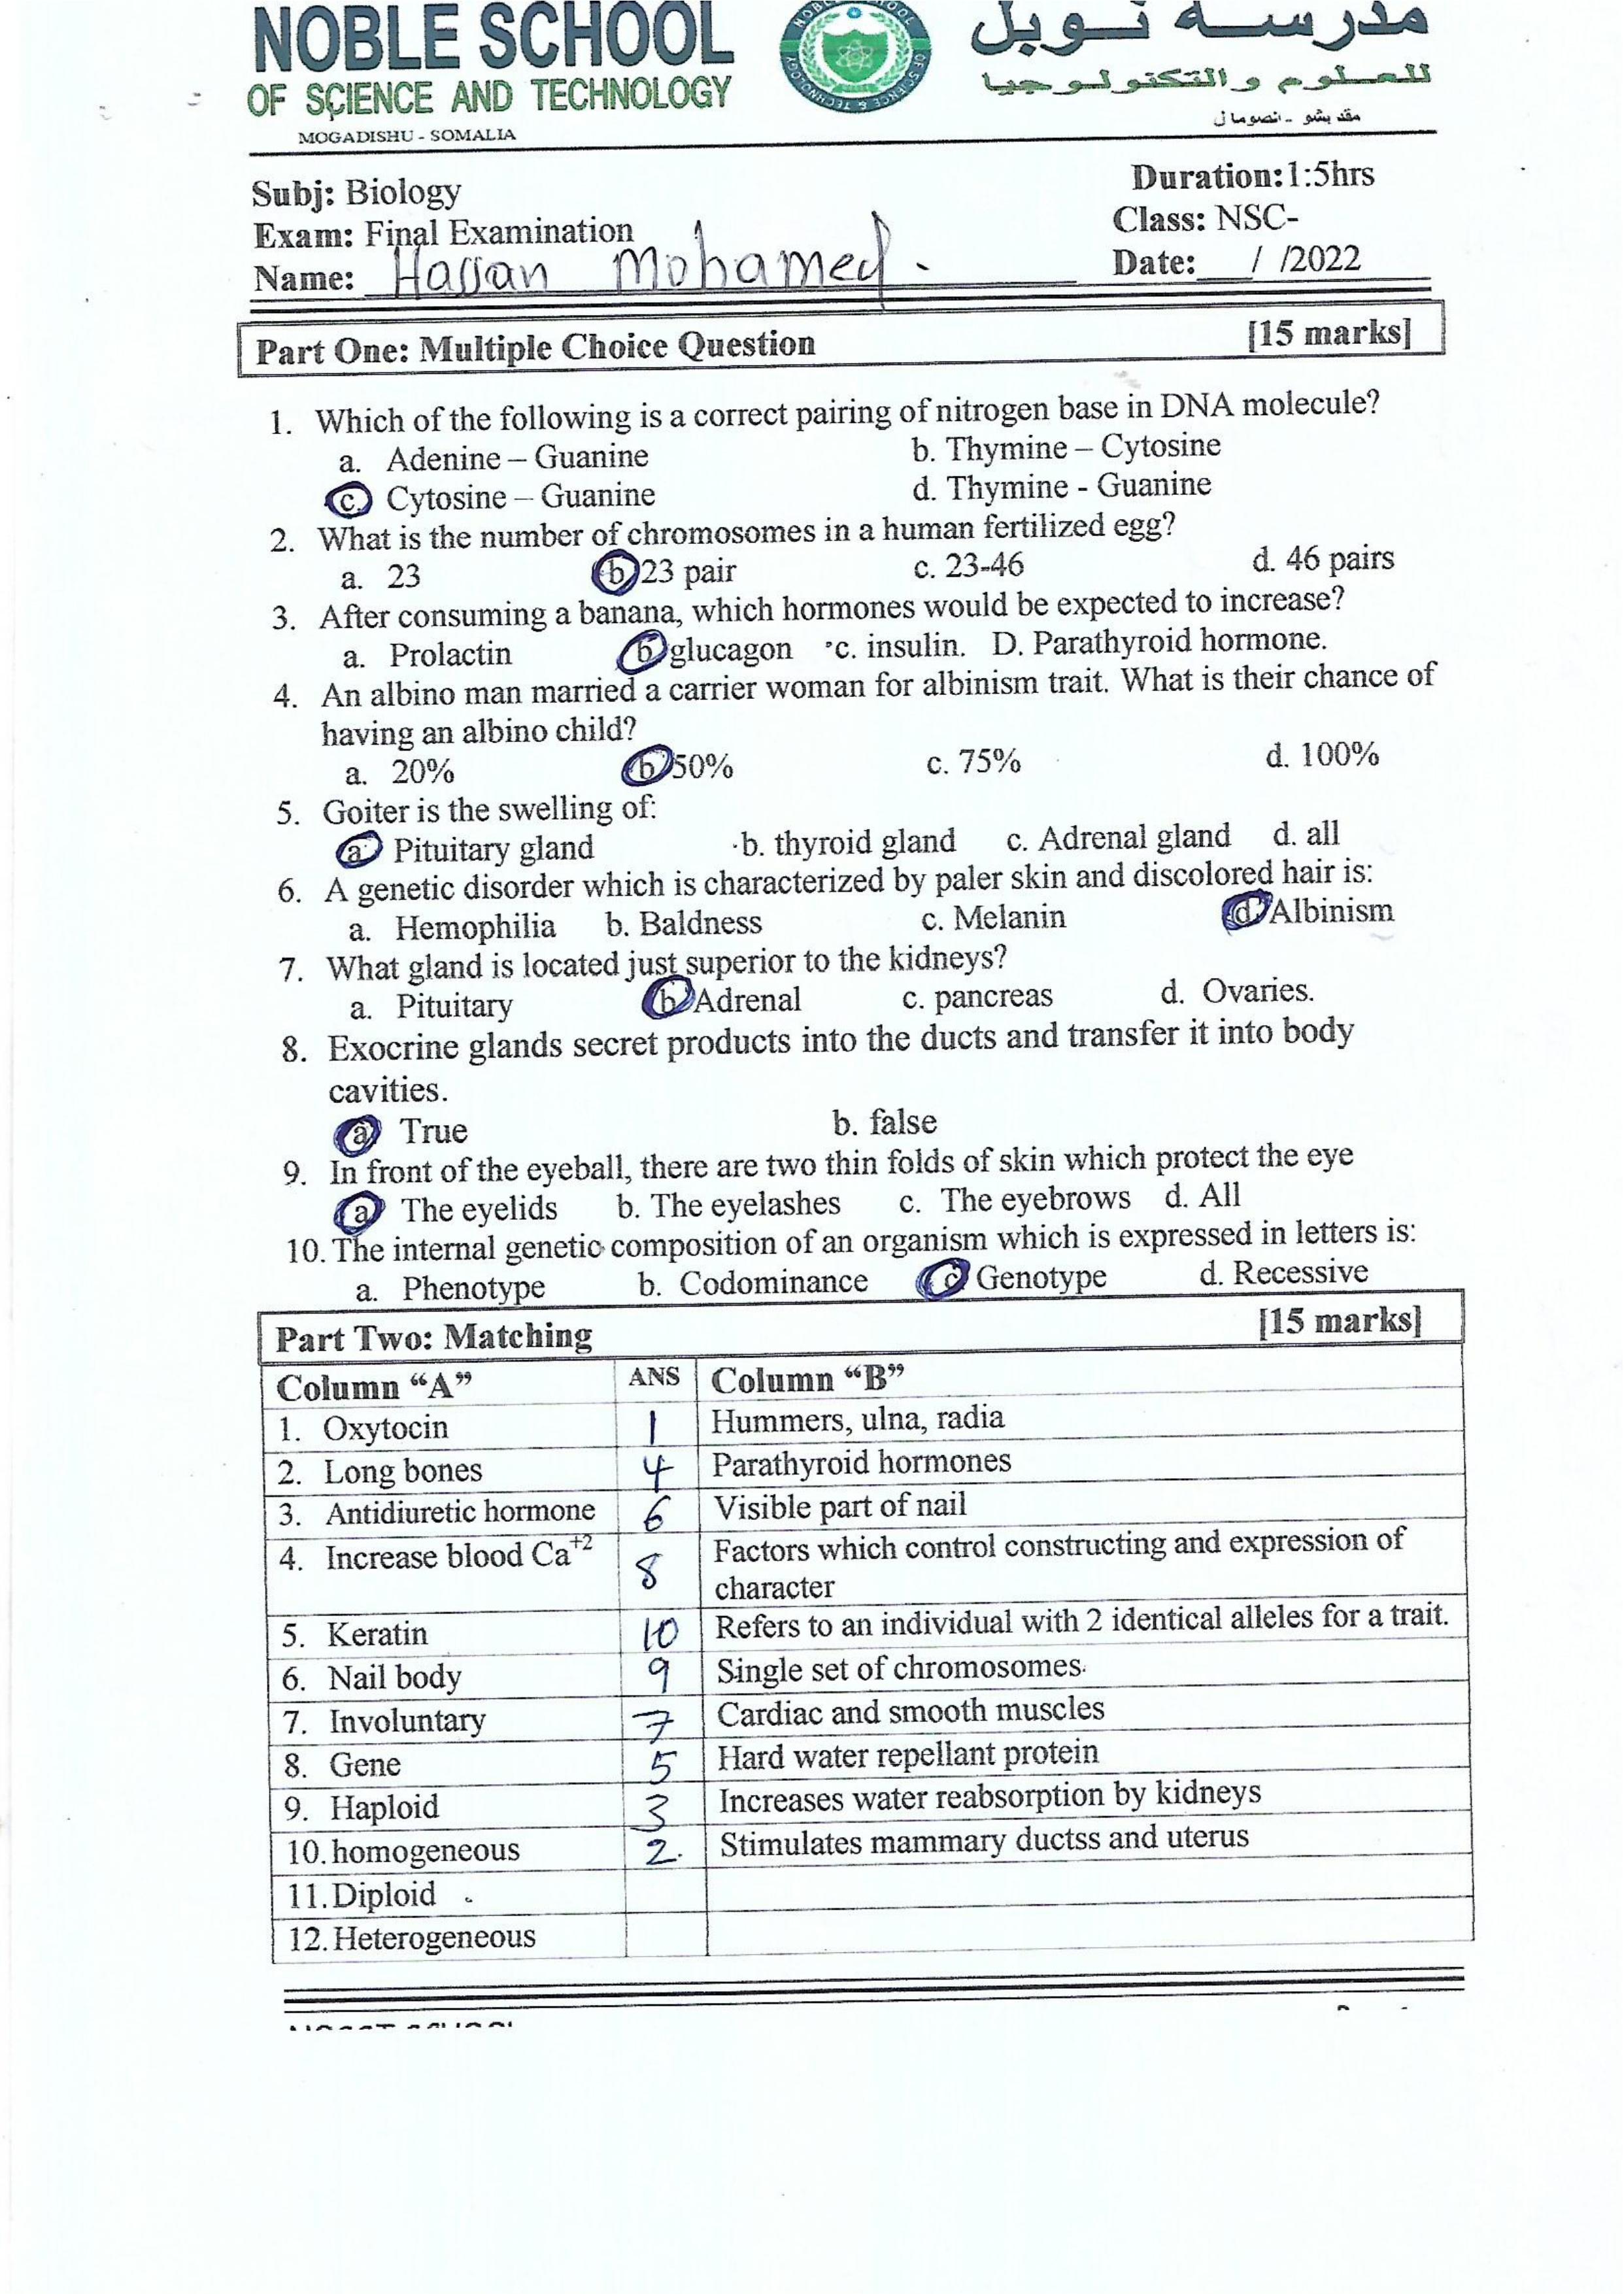 NOBLE SCHOOL
OF SCIENCE AND TECHNOLOGY
MOGADISHU - SOMALIA
مدرسة نوبل
للعلوم والتكنولوجيا
مقديشو - الصومال
Subj: Biology
Duration:1:5hrs
Exam: Final Examination
Class: NSC-
Name: Hassan Mohamed.
Date: / /2022
Part One: Multiple Choice Question [15 marks]
1. Which of the following is a correct pairing of nitrogen base in DNA molecule?
a. Adenine – Guanine b. Thymine – Cytosine
c. Cytosine – Guanine d. Thymine - Guanine
2. What is the number of chromosomes in a human fertilized egg?
a. 23 b 23 pair c. 23-46 d. 46 pairs
3. After consuming a banana, which hormones would be expected to increase?
a. Prolactin b glucagon c. insulin. D. Parathyroid hormone.
4. An albino man married a carrier woman for albinism trait. What is their chance of
having an albino child?
a. 20% b 50% c. 75% d. 100%
5. Goiter is the swelling of:
a Pituitary gland b. thyroid gland c. Adrenal gland d. all
6. A genetic disorder which is characterized by paler skin and discolored hair is:
a. Hemophilia b. Baldness c. Melanin d. Albinism
7. What gland is located just superior to the kidneys?
a. Pituitary b Adrenal c. pancreas d. Ovaries.
8. Exocrine glands secret products into the ducts and transfer it into body
cavities.
a True b. false
9. In front of the eyeball, there are two thin folds of skin which protect the eye
a The eyelids b. The eyelashes c. The eyebrows d. All
10. The internal genetic composition of an organism which is expressed in letters is:
a. Phenotype b. Codominance c Genotype d. Recessive
Part Two: Matching [15 marks]
Column “A” ANS Column “B”
1. Oxytocin 1 Hummers, ulna, radia
2. Long bones 4 Parathyroid hormones
3. Antidiuretic hormone 6 Visible part of nail
4. Increase blood Ca+2 8 Factors which control constructing and expression of
character
5. Keratin 10 Refers to an individual with 2 identical alleles for a trait.
6. Nail body 9 Single set of chromosomes.
7. Involuntary 7 Cardiac and smooth muscles
8. Gene 5 Hard water repellant protein
9. Haploid 3 Increases water reabsorption by kidneys
10. homogeneous 2. Stimulates mammary ductss and uterus
11. Diploid
12. Heterogeneous